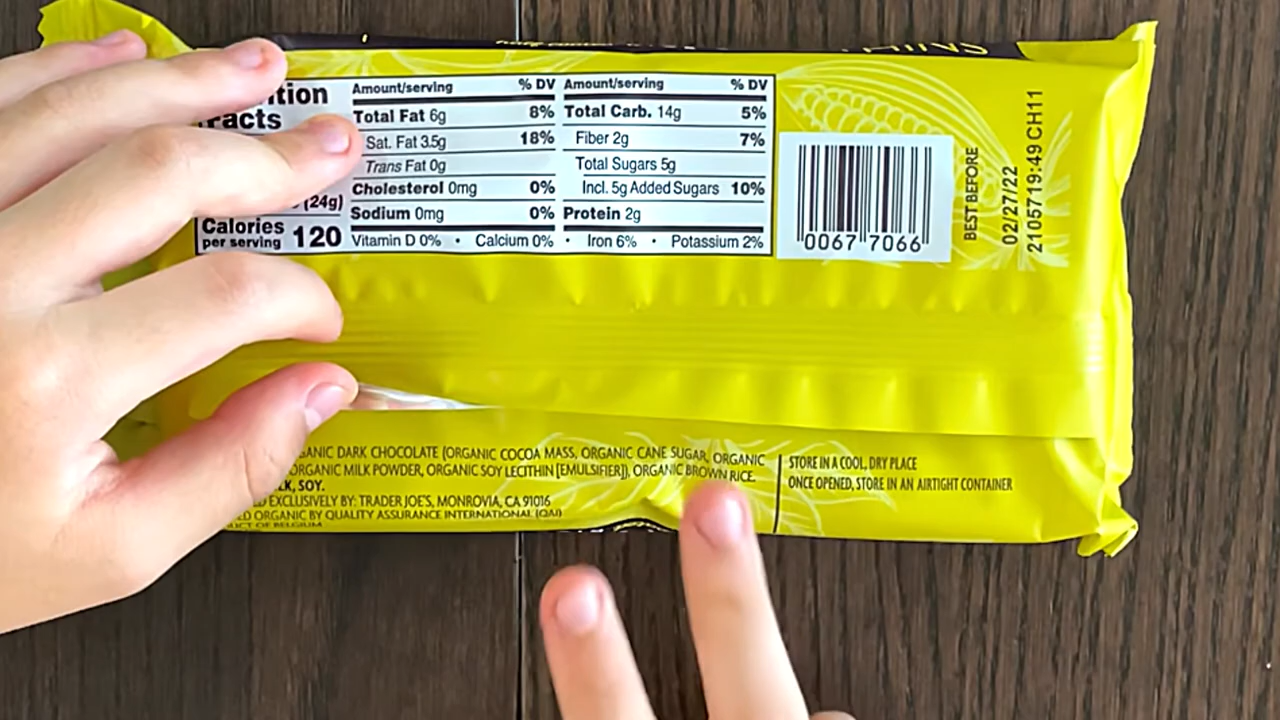 THINS
Facts
(24g)
Calories
per serving 120
Amount/serving % DV
Total Fat 6g 8%
Sat. Fat 3.5g 18%
Trans Fat 0g
Cholesterol 0mg 0%
Sodium 0mg 0%
Amount/serving % DV
Total Carb. 14g 5%
Fiber 2g 7%
Total Sugars 5g
Incl. 5g Added Sugars 10%
Protein 2g
Vitamin D 0% • Calcium 0% • Iron 6% • Potassium 2%
0067 7066
BEST BEFORE
02/27/22
2105719:49CH11
DARK CHOCOLATE (ORGANIC COCOA MASS, ORGANIC CANE SUGAR, ORGANIC
ORGANIC MILK POWDER, ORGANIC SOY LECITHIN [EMULSIFIER]), ORGANIC BROWN RICE.
SOY.
EXCLUSIVELY BY: TRADER JOE'S, MONROVIA, CA 91016
ORGANIC BY QUALITY ASSURANCE INTERNATIONAL (QAI)
OF BELGIUM
STORE IN A COOL, DRY PLACE
ONCE OPENED, STORE IN AN AIRTIGHT CONTAINER